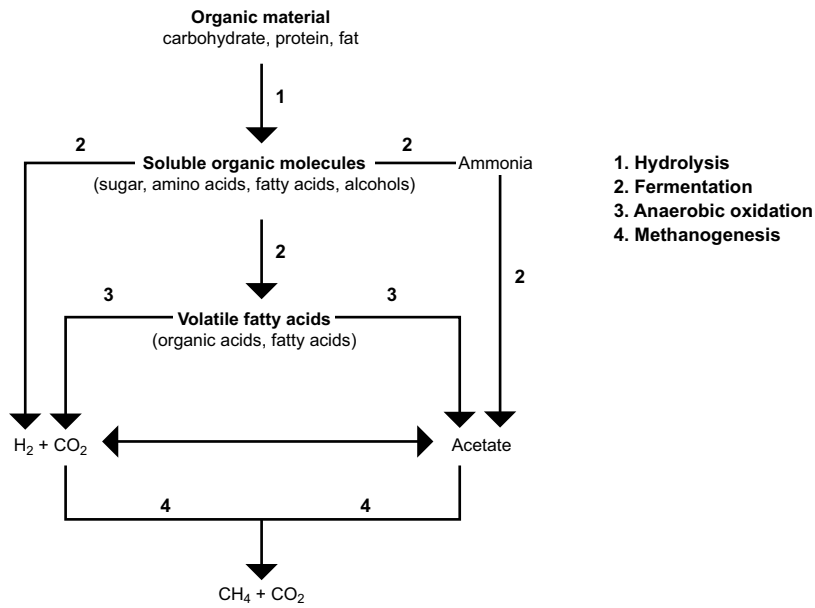 Organic material
carbohydrate, protein, fat
1
2
Soluble organic molecules
2
Ammonia
(sugar, amino acids, fatty acids, alcohols)
1. Hydrolysis
2. Fermentation
3. Anaerobic oxidation
4. Methanogenesis
2
2
3
Volatile fatty acids
3
(organic acids, fatty acids)
H₂ + CO₂
Acetate
4
4
CH₄ + CO₂